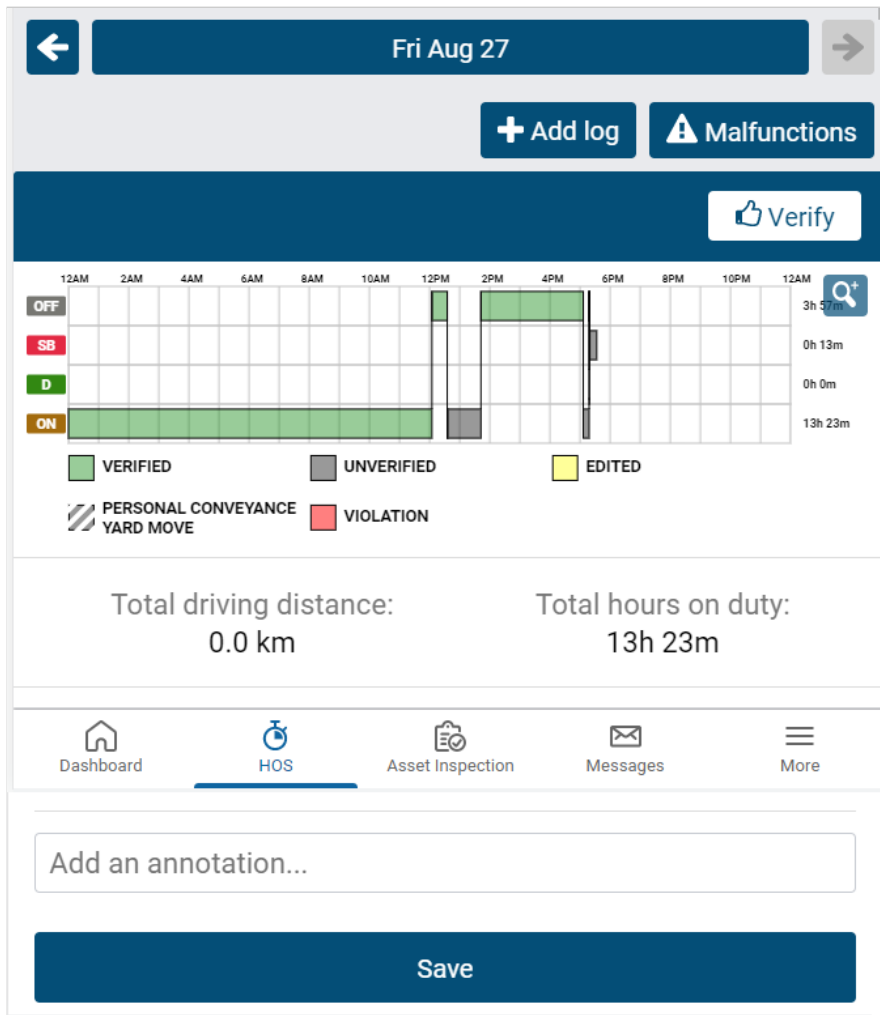 Fri Aug 27
Add log
Malfunctions
Verify
12AM 2AM 4AM 6AM 8AM 10AM 12PM 2PM 4PM 6PM 8PM 10PM 12AM
OFF 3h 57m
SB 0h 13m
D 0h 0m
ON 13h 23m
VERIFIED UNVERIFIED EDITED
PERSONAL CONVEYANCE
YARD MOVE
VIOLATION
Total driving distance: Total hours on duty:
0.0 km 13h 23m
Dashboard HOS Asset Inspection Messages More
Add an annotation...
Save